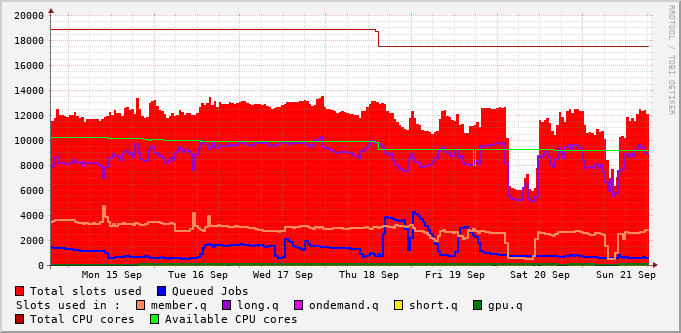 20000
18000
16000
14000
12000
10000
8000
6000
4000
2000
0
Mon 15 Sep Tue 16 Sep Wed 17 Sep Thu 18 Sep Fri 19 Sep Sat 20 Sep Sun 21 Sep
Total slots used Queued Jobs
Slots used in : member.q long.q ondemand.q short.q gpu.q
Total CPU cores Available CPU cores
RRDTOOL / TOBI OETIKER